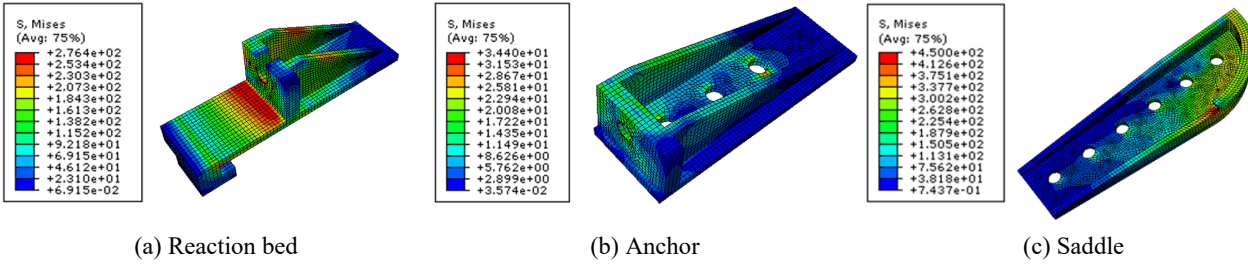 S, Mises
(Avg: 75%)
+2.764e+02
+2.534e+02
+2.303e+02
+2.073e+02
+1.843e+02
+1.613e+02
+1.382e+02
+1.152e+02
+9.218e+01
+6.915e+01
+4.612e+01
+2.310e+01
+6.915e-02
S, Mises
(Avg: 75%)
+3.440e+01
+3.153e+01
+2.867e+01
+2.581e+01
+2.294e+01
+2.008e+01
+1.722e+01
+1.435e+01
+1.149e+01
+8.626e+00
+5.762e+00
+2.899e+00
+3.574e-02
S, Mises
(Avg: 75%)
+4.500e+02
+4.126e+02
+3.751e+02
+3.377e+02
+3.002e+02
+2.628e+02
+2.254e+02
+1.879e+02
+1.505e+02
+1.131e+02
+7.562e+01
+3.818e+01
+7.437e-01
(a) Reaction bed
(b) Anchor
(c) Saddle